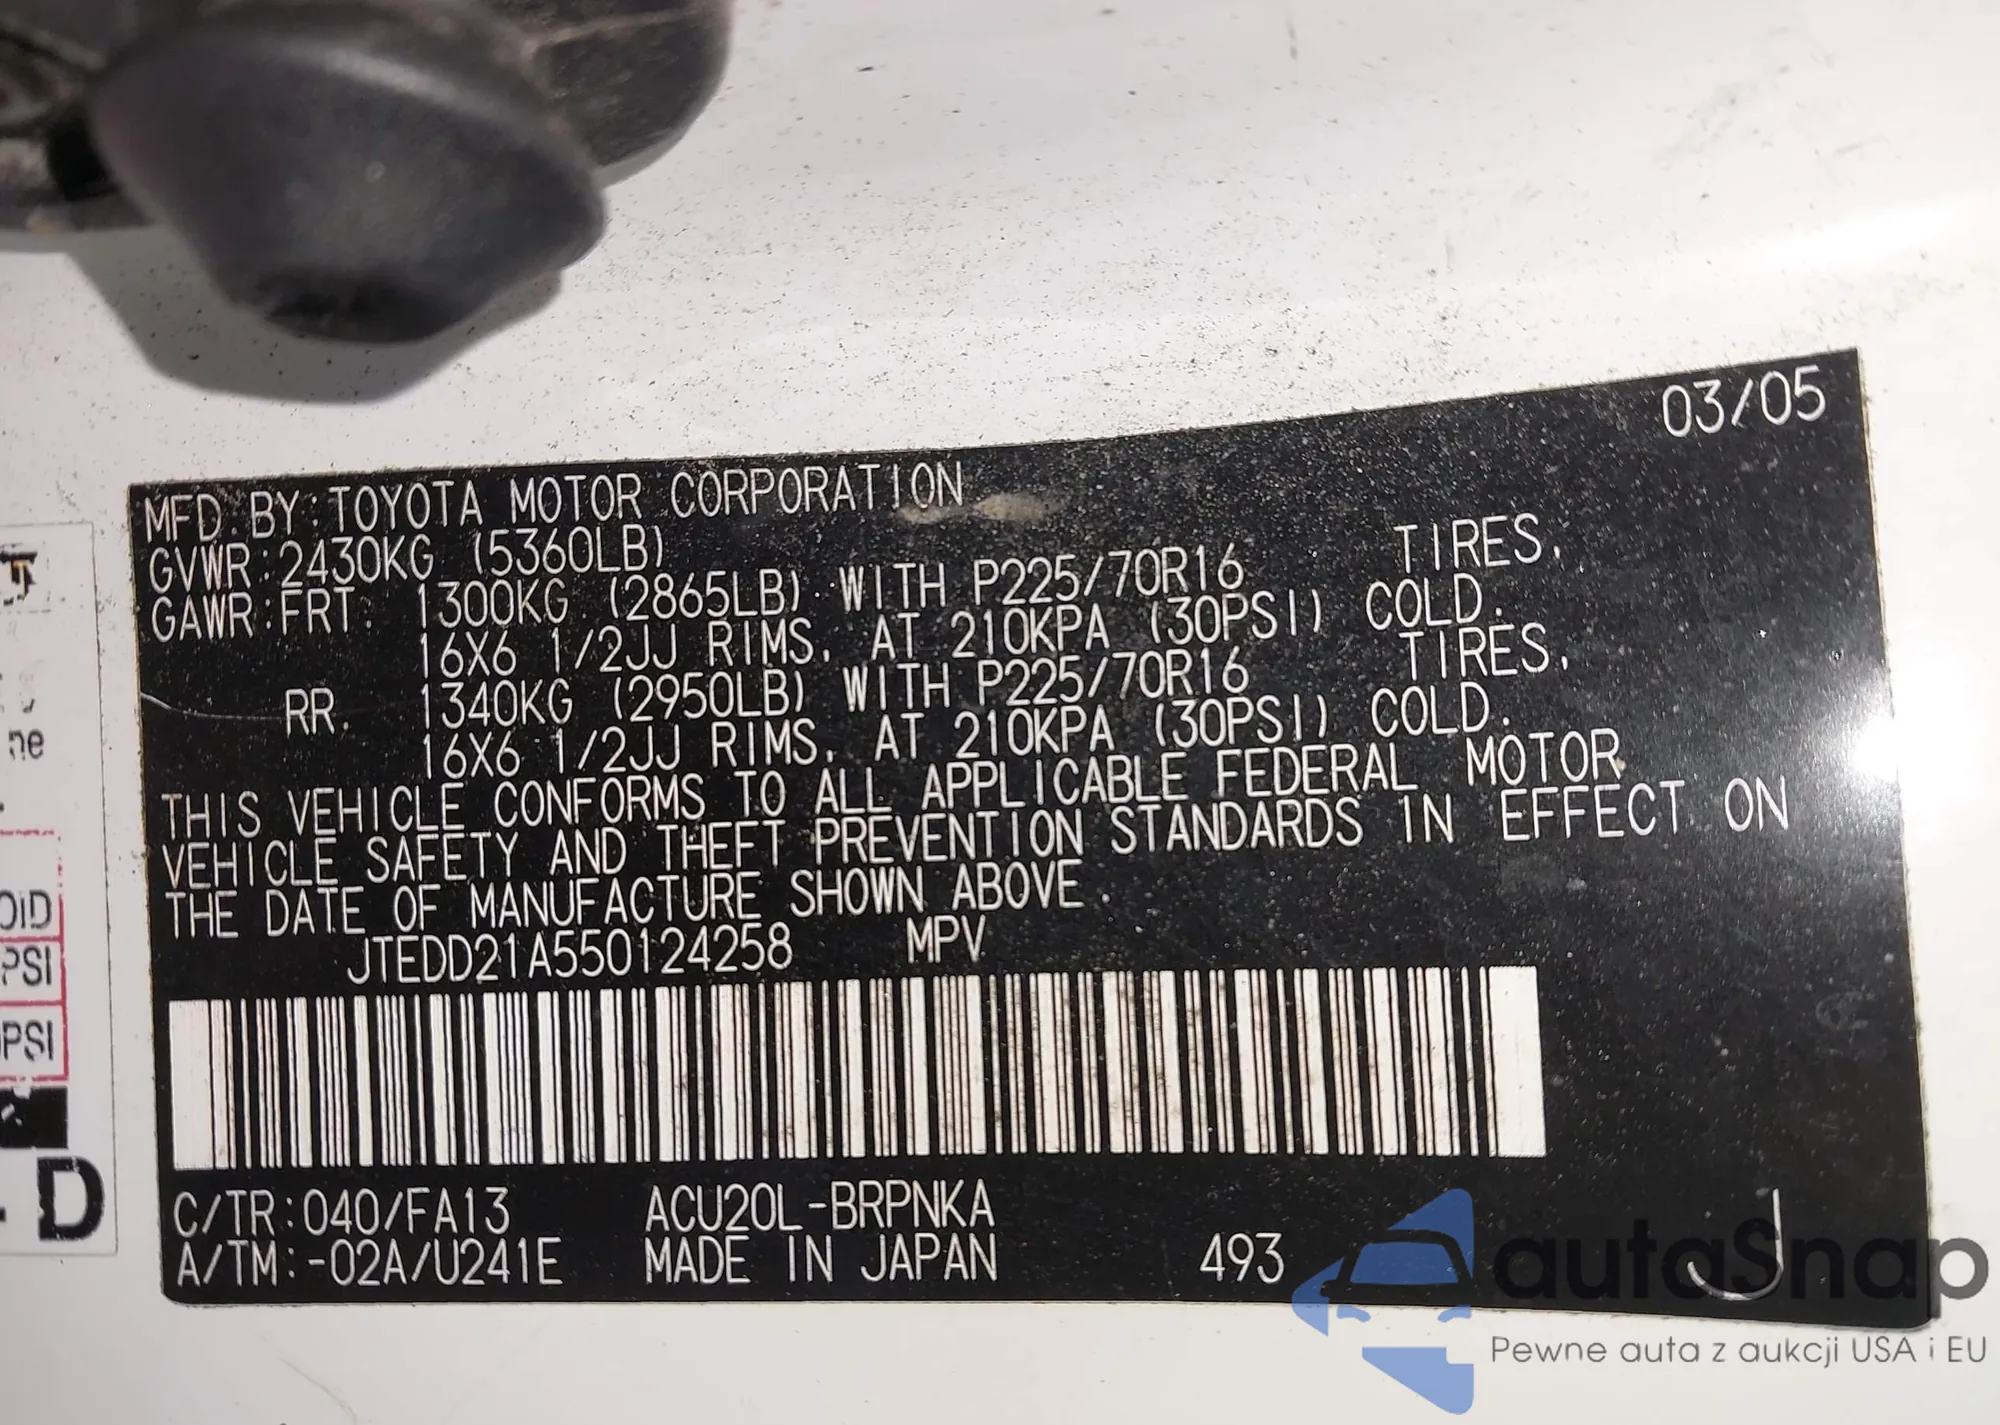 03/05
MFD. BY: TOYOTA MOTOR CORPORATION
GVWR: 2430KG (5360LB)
GAWR: FRT. 1300KG (2865LB) WITH P225/70R16 TIRES,
16X6 1/2JJ RIMS, AT 210KPA (30PSI) COLD.
RR. 1340KG (2950LB) WITH P225/70R16 TIRES,
16X6 1/2JJ RIMS, AT 210KPA (30PSI) COLD.
THIS VEHICLE CONFORMS TO ALL APPLICABLE FEDERAL MOTOR
VEHICLE SAFETY AND THEFT PREVENTION STANDARDS IN EFFECT ON
THE DATE OF MANUFACTURE SHOWN ABOVE.
JTEDD21A550124258 MPV
C/TR: 040/FA13 ACU20L-BRPNKA
A/TM: -02A/U241E MADE IN JAPAN 493 J
ne
OID
PSI
PSI
D
autoSnap
Pewne auta z aukcji USA i EU